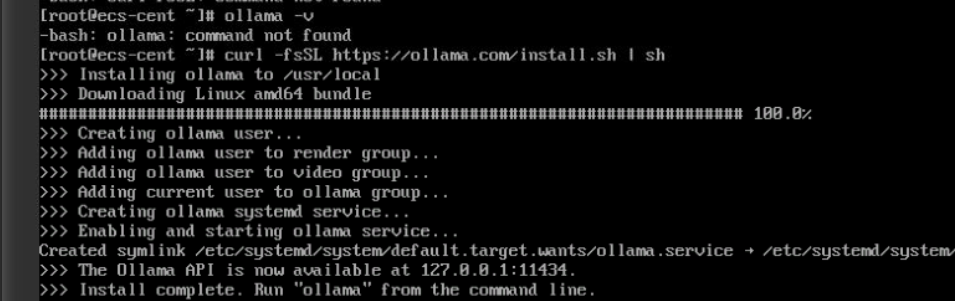 [root@ecs-cent ~]# ollama -v
-bash: ollama: command not found
[root@ecs-cent ~]# curl -fsSL https://ollama.com/install.sh | sh
>>> Installing ollama to /usr/local
>>> Downloading Linux amd64 bundle
######################################################################## 100.0%
>>> Creating ollama user...
>>> Adding ollama user to render group...
>>> Adding ollama user to video group...
>>> Adding current user to ollama group...
>>> Creating ollama systemd service...
>>> Enabling and starting ollama service...
Created symlink /etc/systemd/system/default.target.wants/ollama.service → /etc/systemd/system/
>>> The Ollama API is now available at 127.0.0.1:11434.
>>> Install complete. Run "ollama" from the command line.